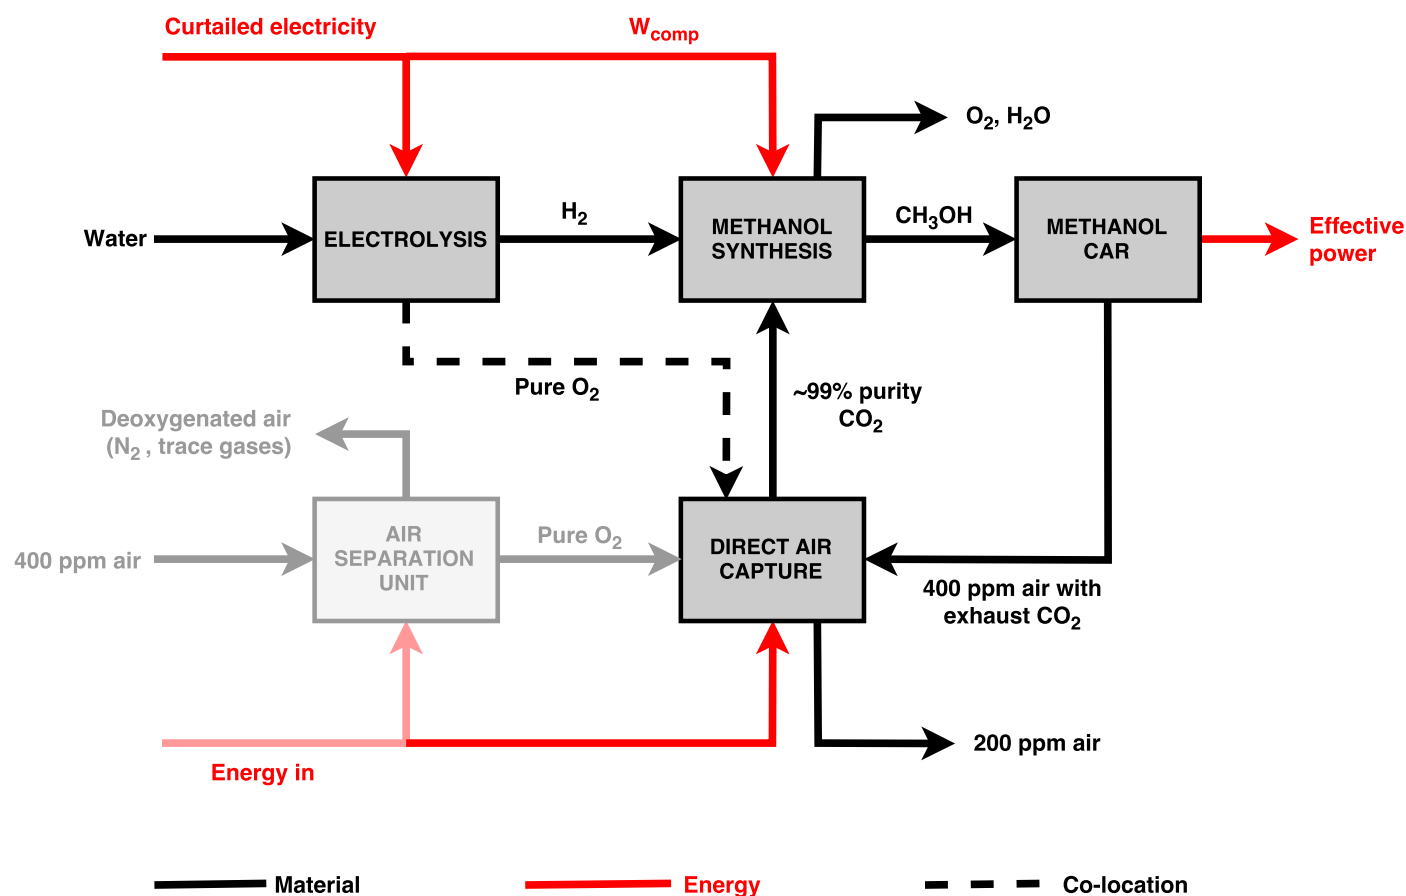 Curtailed electricity
W_comp
O₂, H₂O
Water
ELECTROLYSIS
H₂
METHANOL
SYNTHESIS
CH₃OH
METHANOL
CAR
Effective
power
Pure O₂
~99% purity
CO₂
Deoxygenated air
(N₂ , trace gases)
400 ppm air
AIR
SEPARATION
UNIT
Pure O₂
DIRECT AIR
CAPTURE
400 ppm air with
exhaust CO₂
200 ppm air
Energy in
Material
Energy
Co-location